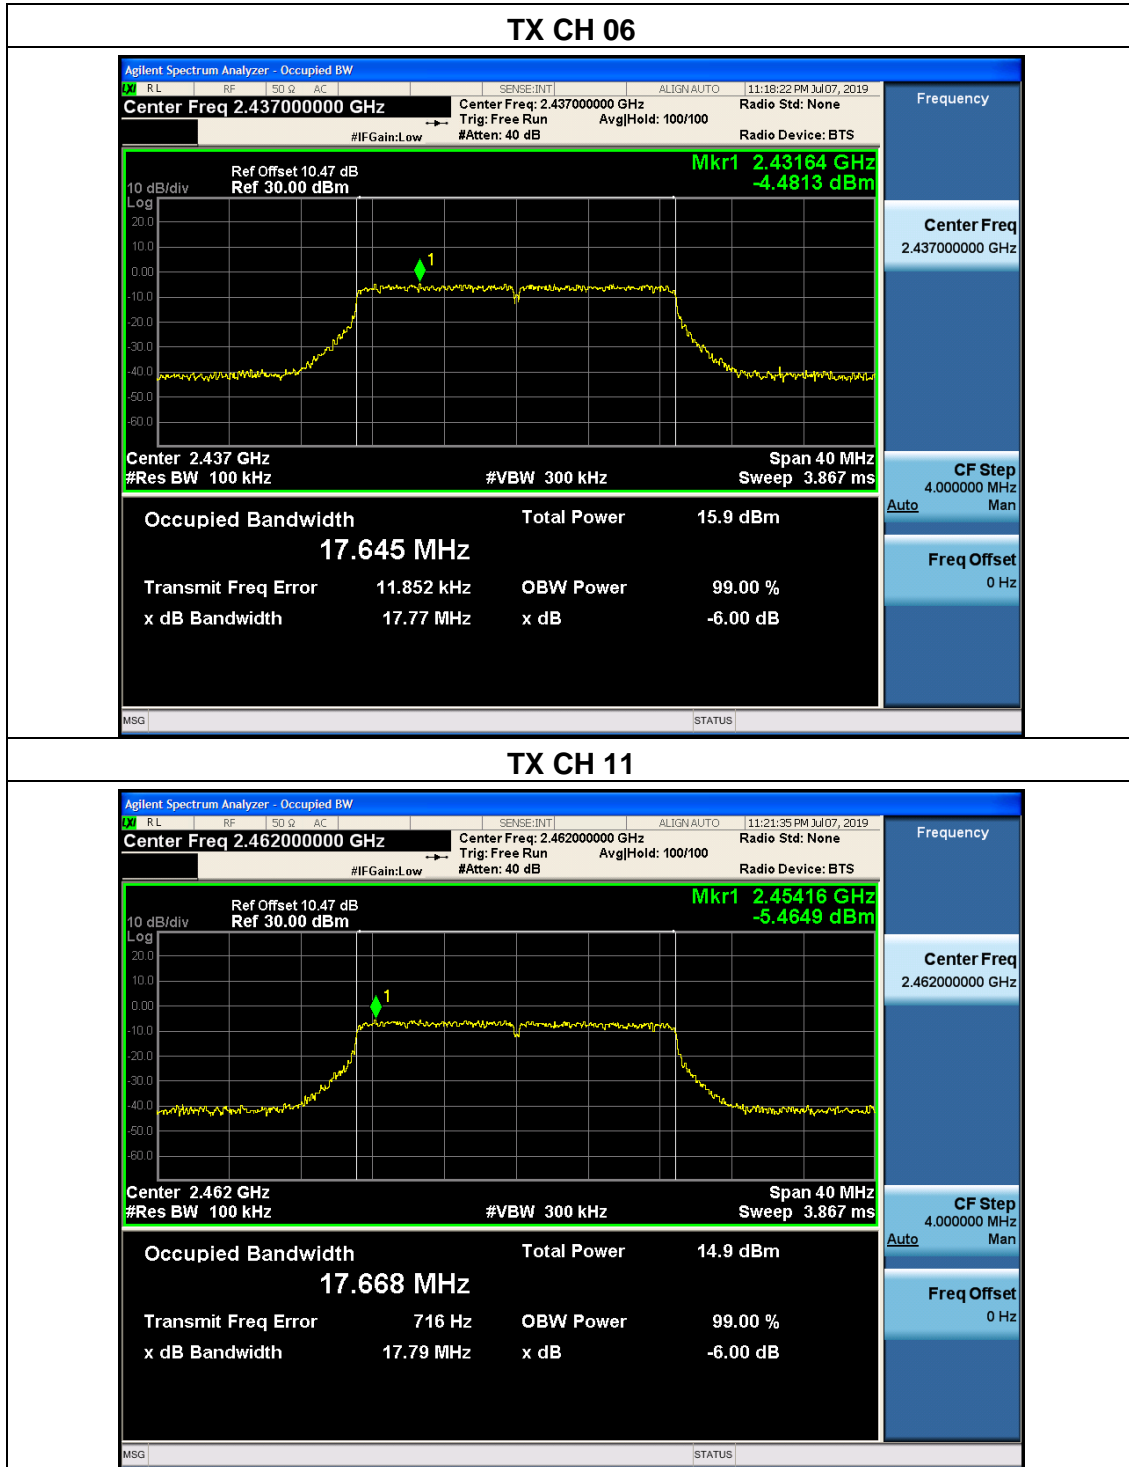 TX CH 06
Agilent Spectrum Analyzer - Occupied BW
LXI RL RF 50 Ω AC SENSE:INT ALIGN AUTO 11:18:22 PM Jul 07, 2019
Center Freq 2.437000000 GHz
Center Freq: 2.437000000 GHz Radio Std: None
Trig: Free Run Avg|Hold: 100/100
#IFGain:Low #Atten: 40 dB Radio Device: BTS
Frequency
Mkr1 2.43164 GHz
-4.4813 dBm
Ref Offset 10.47 dB
10 dB/div Ref 30.00 dBm
Log
20.0
10.0
0.00
-10.0
-20.0
-30.0
-40.0
-50.0
-60.0
1
Center 2.437 GHz Span 40 MHz
#Res BW 100 kHz #VBW 300 kHz Sweep 3.867 ms
Center Freq
2.437000000 GHz
CF Step
4.000000 MHz
Auto Man
Freq Offset
0 Hz
Occupied Bandwidth Total Power 15.9 dBm
17.645 MHz
Transmit Freq Error 11.852 kHz OBW Power 99.00 %
x dB Bandwidth 17.77 MHz x dB -6.00 dB
MSG STATUS
TX CH 11
Agilent Spectrum Analyzer - Occupied BW
LXI RL RF 50 Ω AC SENSE:INT ALIGN AUTO 11:21:35 PM Jul 07, 2019
Center Freq 2.462000000 GHz
Center Freq: 2.462000000 GHz Radio Std: None
Trig: Free Run Avg|Hold: 100/100
#IFGain:Low #Atten: 40 dB Radio Device: BTS
Frequency
Mkr1 2.45416 GHz
-5.4649 dBm
Ref Offset 10.47 dB
10 dB/div Ref 30.00 dBm
Log
20.0
10.0
0.00
-10.0
-20.0
-30.0
-40.0
-50.0
-60.0
1
Center 2.462 GHz Span 40 MHz
#Res BW 100 kHz #VBW 300 kHz Sweep 3.867 ms
Center Freq
2.462000000 GHz
CF Step
4.000000 MHz
Auto Man
Freq Offset
0 Hz
Occupied Bandwidth Total Power 14.9 dBm
17.668 MHz
Transmit Freq Error 716 Hz OBW Power 99.00 %
x dB Bandwidth 17.79 MHz x dB -6.00 dB
MSG STATUS